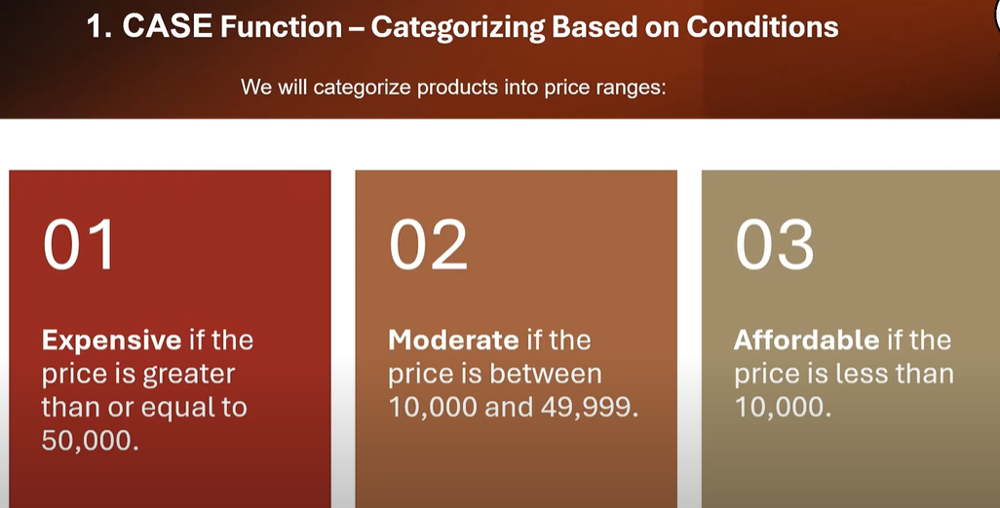 1. CASE Function – Categorizing Based on Conditions
We will categorize products into price ranges:
01
Expensive if the
price is greater
than or equal to
50,000.
02
Moderate if the
price is between
10,000 and 49,999.
03
Affordable if the
price is less than
10,000.